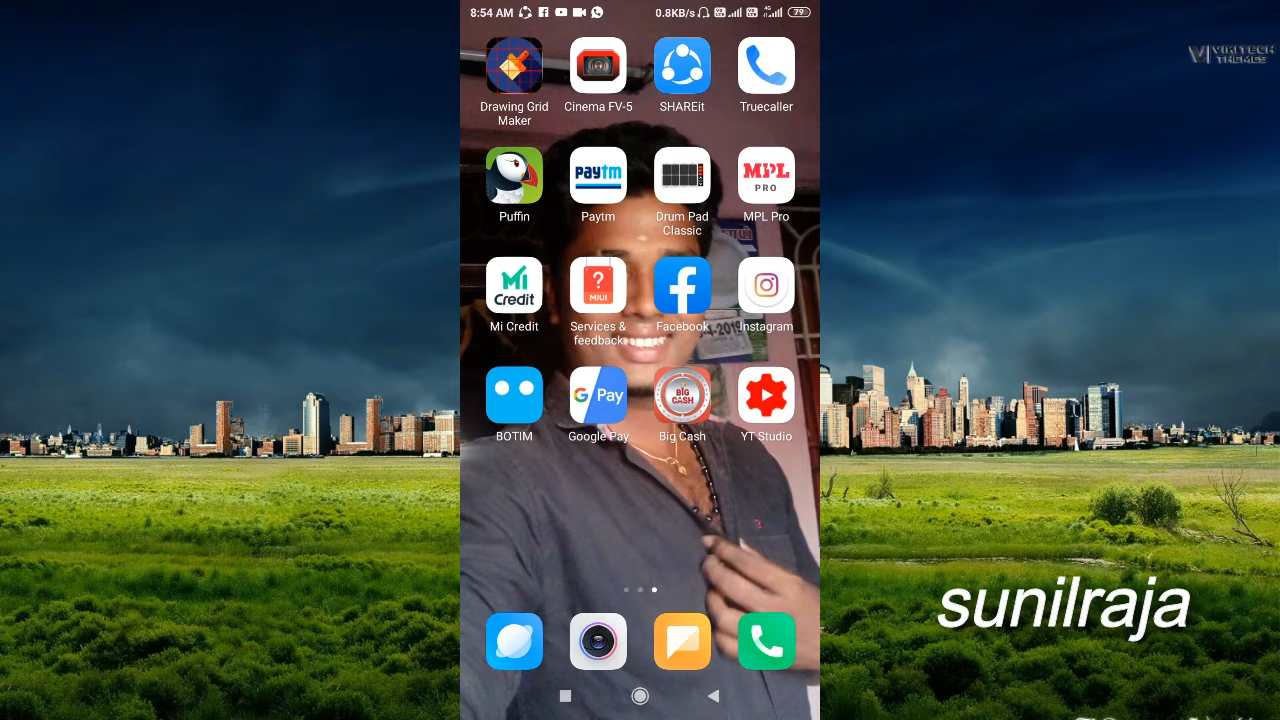 8:54 AM
0.8KB/s
4G
79
VIKITECH
THEMES
Drawing Grid
Maker
Cinema FV-5
SHAREit
Truecaller
Paytm
MPL
PRO
Puffin
Paytm
Drum Pad
Classic
MPL Pro
Mi
Credit
?
MIUI
Mi Credit
Services &
feedback
Facebook
Instagram
G Pay
BIG
CASH
BOTIM
Google Pay
Big Cash
YT Studio
sunilraja